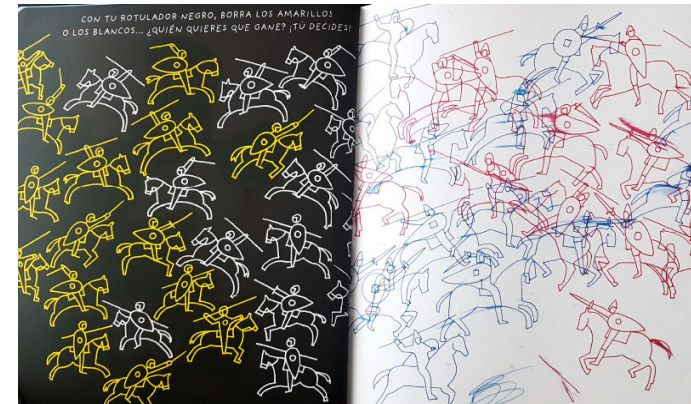 CON TU ROTULADOR NEGRO, BORRA LOS AMARILLOS
O LOS BLANCOS... ¿QUIÉN QUIERES QUE GANE? ¡TÚ DECIDES!